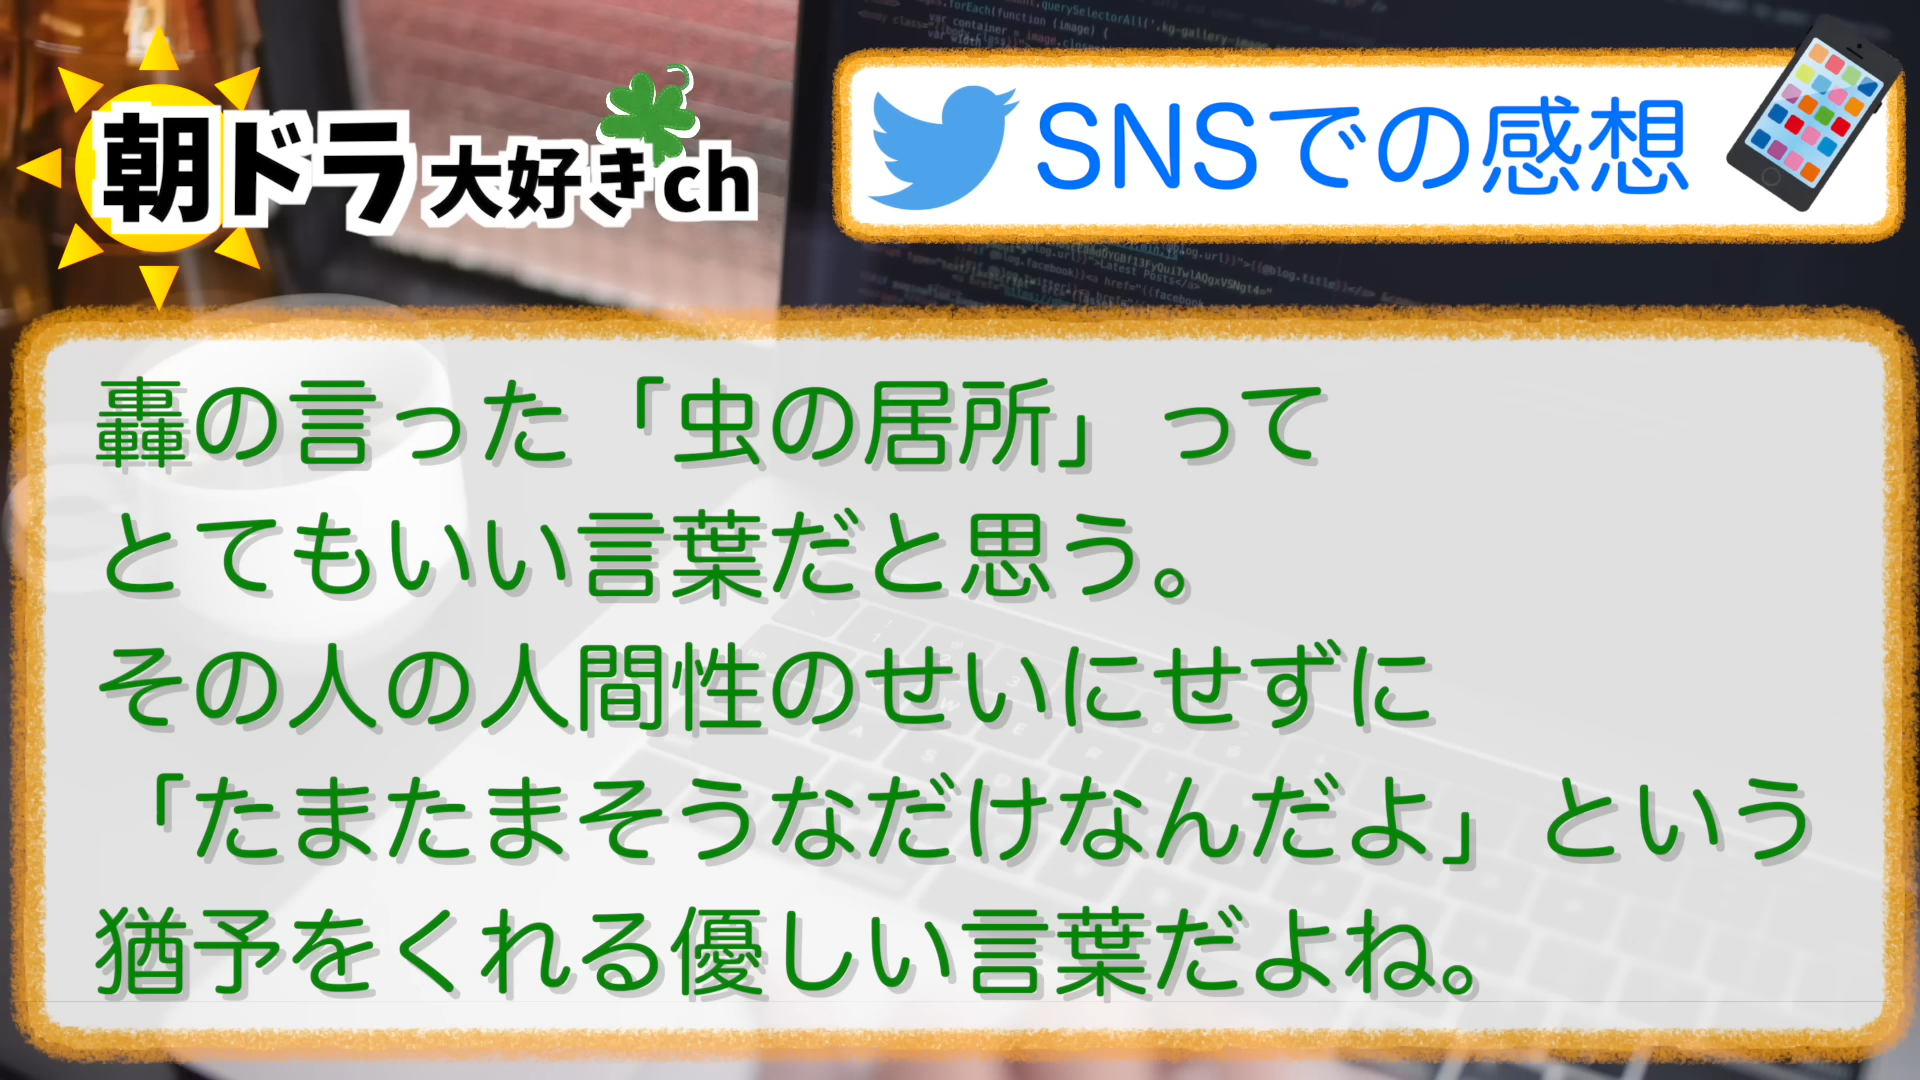 朝ドラ大好きch
SNSでの感想
轟の言った「虫の居所」って
とてもいい言葉だと思う。
その人の人間性のせいにせずに
「たまたまそうなだけなんだよ」という
猶予をくれる優しい言葉だよね。